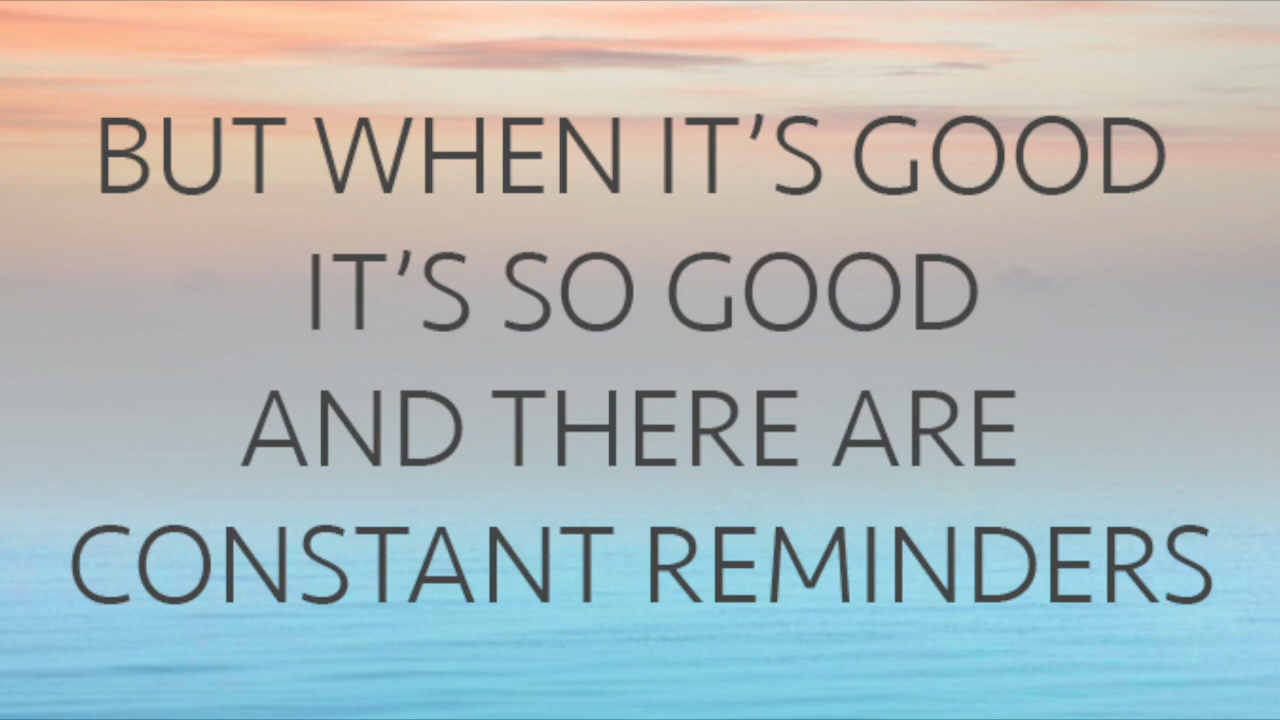 BUT WHEN IT’S GOOD
IT’S SO GOOD
AND THERE ARE
CONSTANT REMINDERS